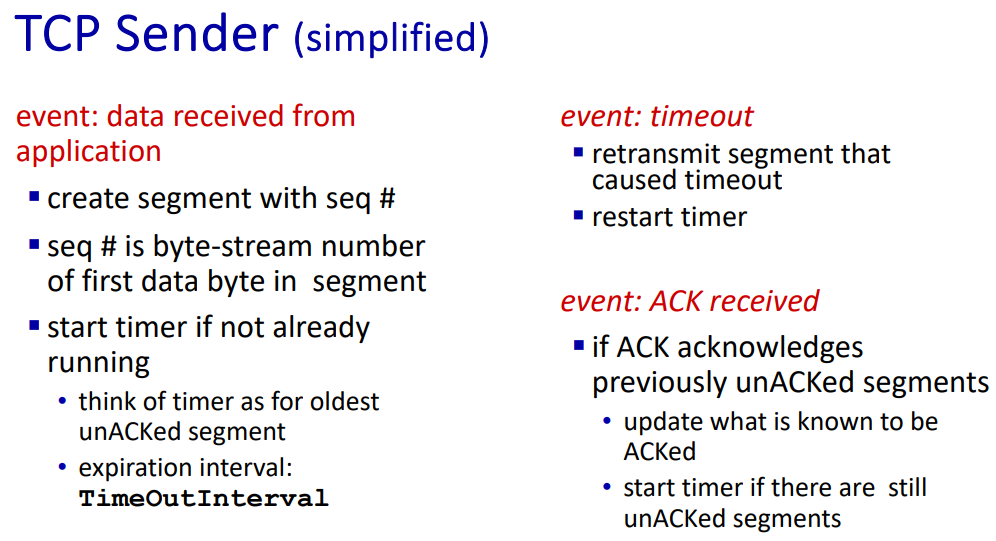 TCP Sender (simplified)
event: data received from
application
▪ create segment with seq #
▪ seq # is byte-stream number
of first data byte in segment
▪ start timer if not already
running
• think of timer as for oldest
unACKed segment
• expiration interval:
TimeOutInterval
event: timeout
▪ retransmit segment that
caused timeout
▪ restart timer
event: ACK received
▪ if ACK acknowledges
previously unACKed segments
• update what is known to be
ACKed
• start timer if there are still
unACKed segments